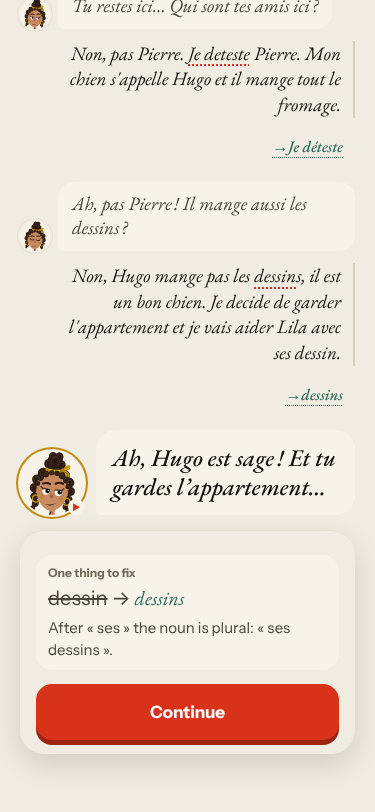 Tu restes ici... Qui sont tes amis ici ?
Non, pas Pierre. Je deteste Pierre. Mon
chien s'appelle Hugo et il mange tout le
fromage.
→Je déteste
Ah, pas Pierre ! Il mange aussi les
dessins ?
Non, Hugo mange pas les dessins, il est
un bon chien. Je decide de garder
l'appartement et je vais aider Lila avec
ses dessin.
→dessins
Ah, Hugo est sage ! Et tu
gardes l’appartement…
One thing to fix
dessin → dessins
After « ses » the noun is plural: « ses
dessins ».
Continue